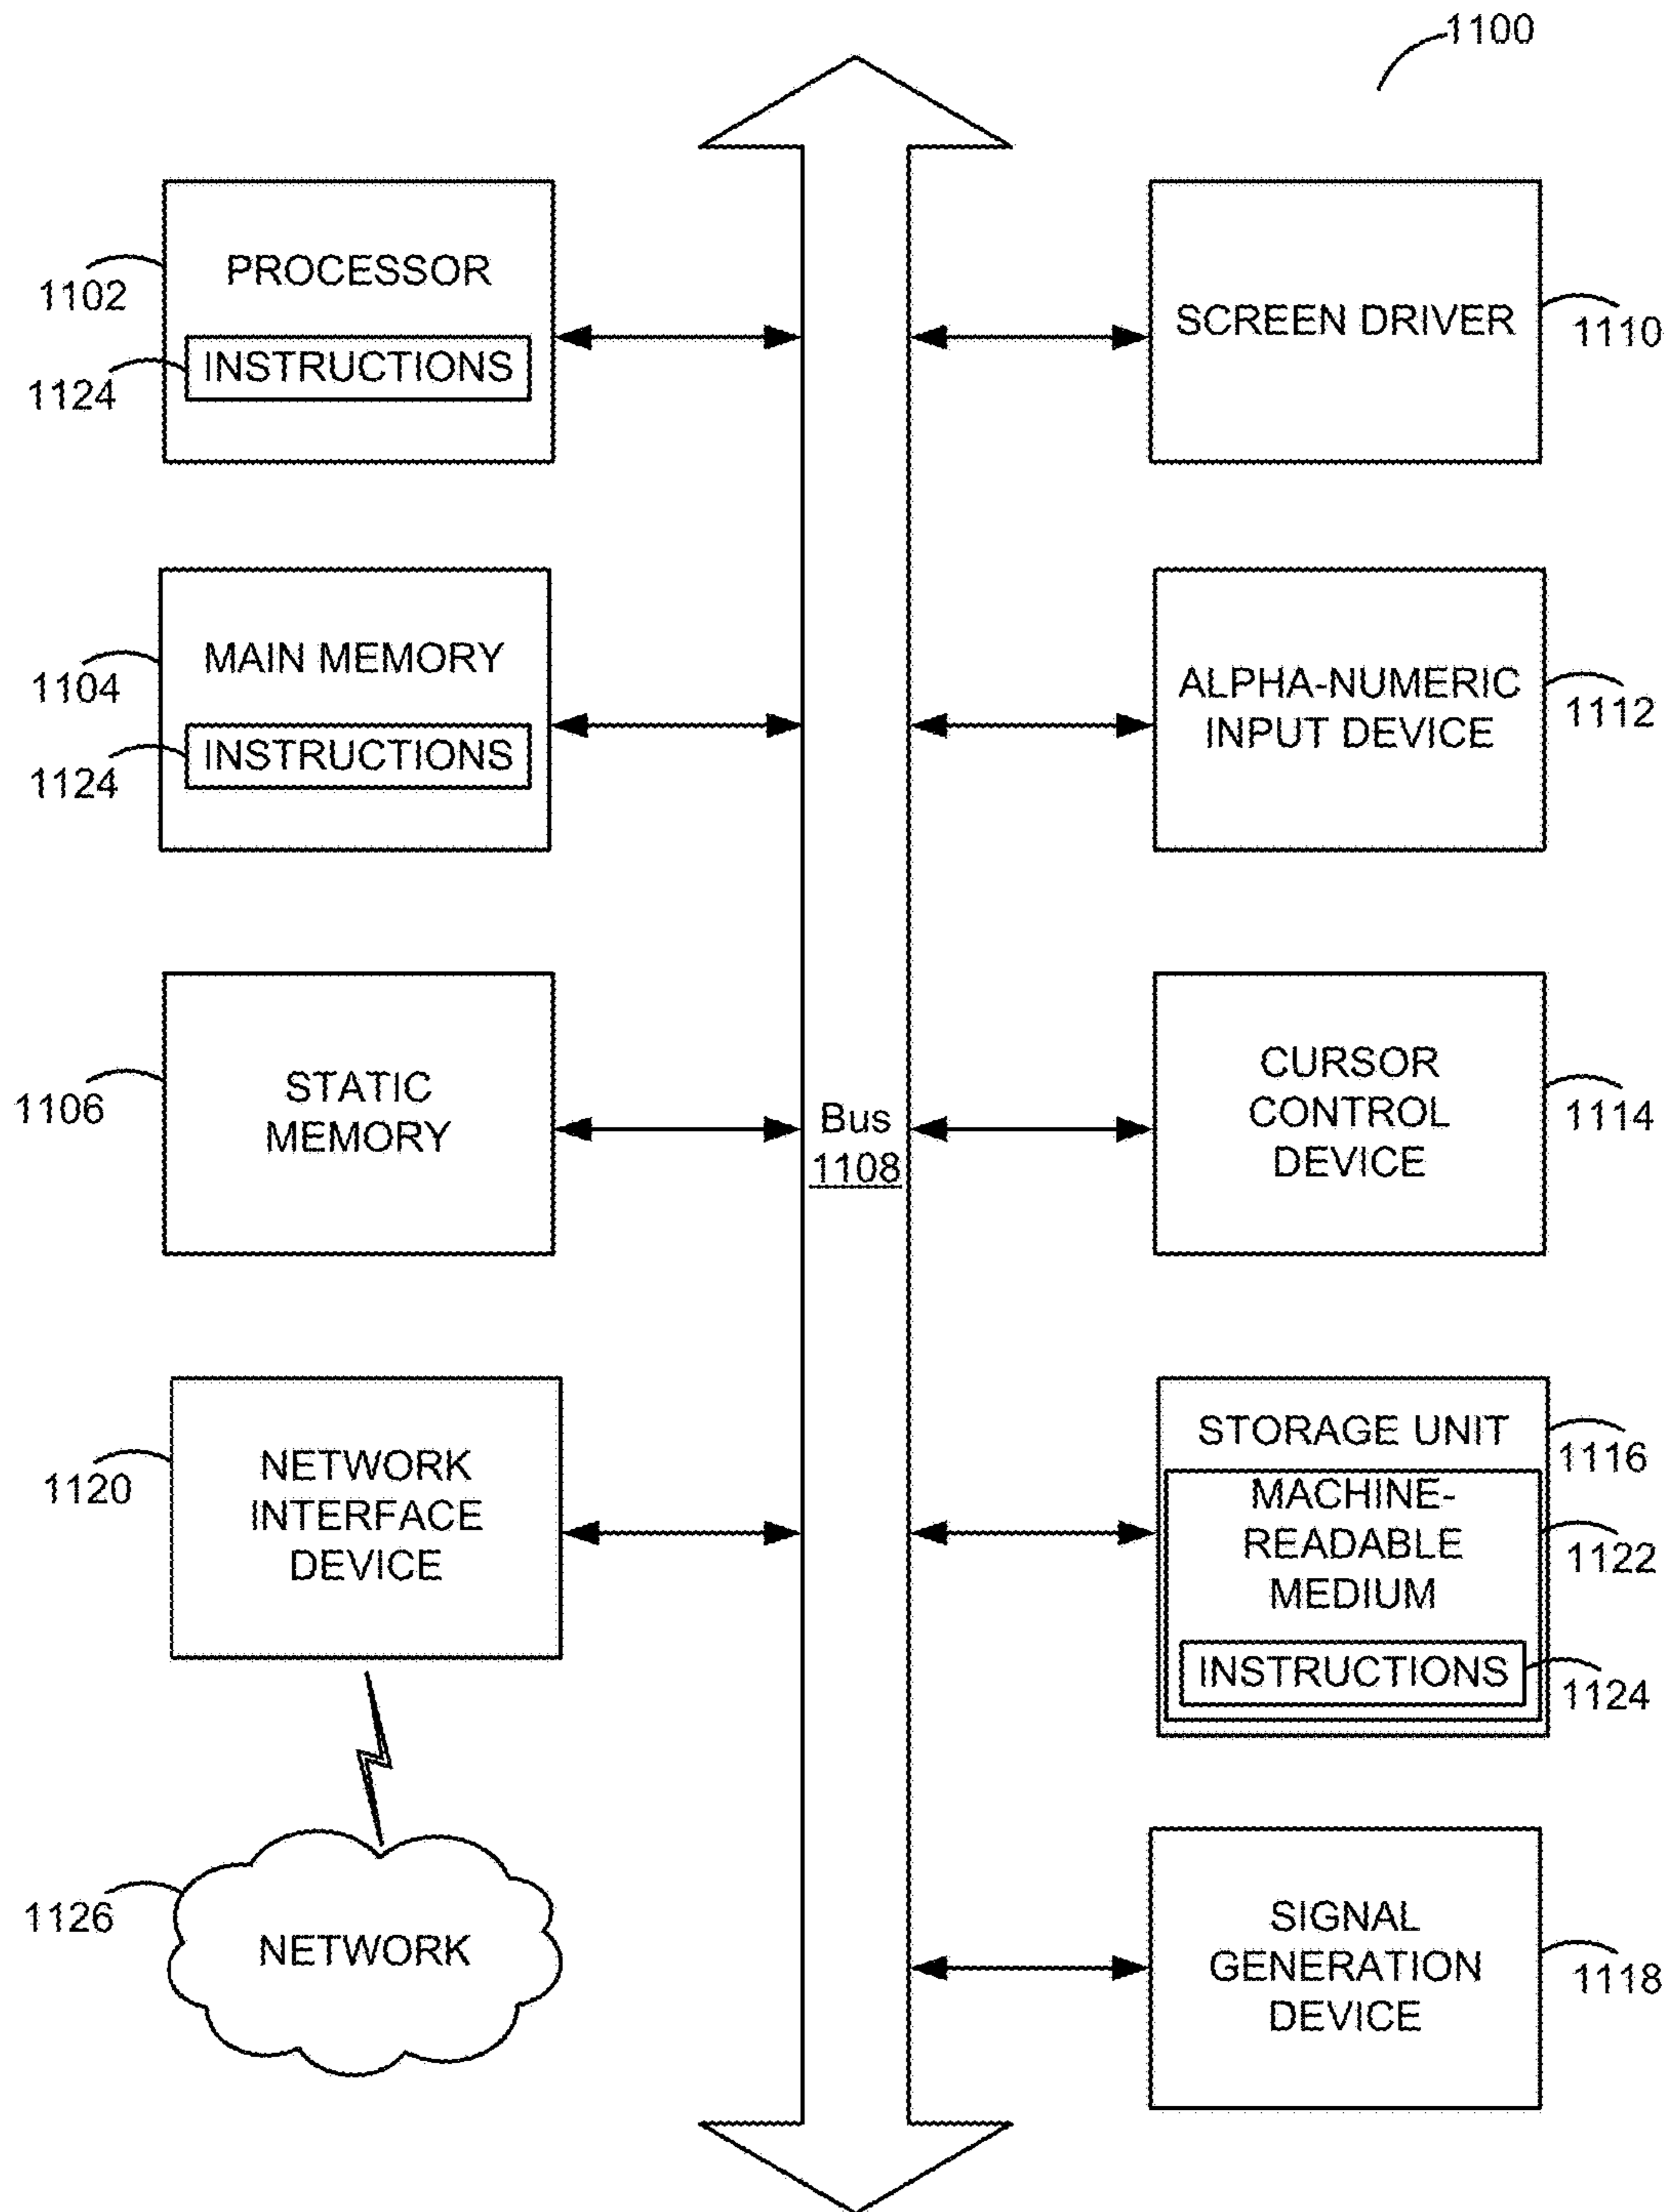 1100
PROCESSOR
1102
INSTRUCTIONS
1124
MAIN MEMORY
1104
INSTRUCTIONS
1124
STATIC
MEMORY
1106
NETWORK
INTERFACE
DEVICE
1120
NETWORK
1126
Bus
1108
SCREEN DRIVER
1110
ALPHA-NUMERIC
INPUT DEVICE
1112
CURSOR
CONTROL
DEVICE
1114
STORAGE UNIT
1116
MACHINE-
READABLE
MEDIUM
1122
INSTRUCTIONS
1124
SIGNAL
GENERATION
DEVICE
1118